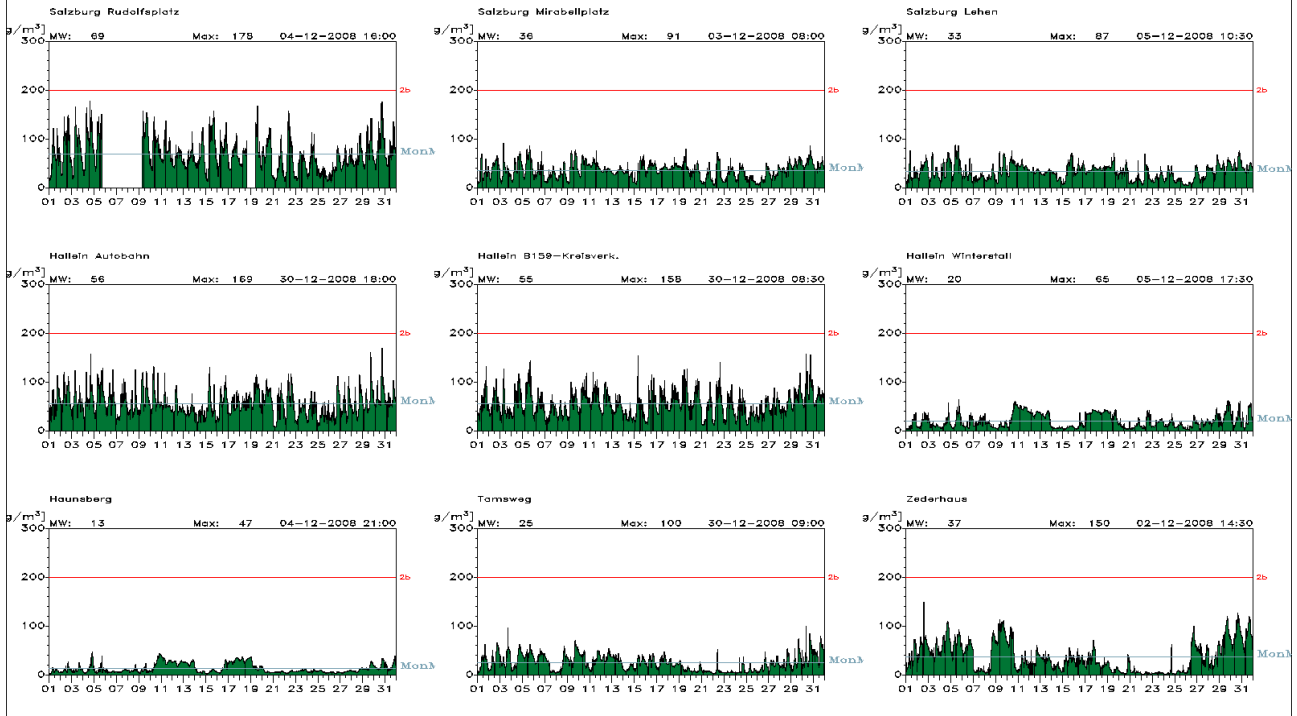 Salzburg Rudolfsplatz
g/m³] MW: 69 Max: 178 04-12-2008 16:00
300
200 2b
100
MonM
0
01 03 05 07 09 11 13 15 17 19 21 23 25 27 29 31
Salzburg Mirabellplatz
g/m³] MW: 36 Max: 91 03-12-2008 08:00
300
200 2b
100
MonM
0
01 03 05 07 09 11 13 15 17 19 21 23 25 27 29 31
Salzburg Lehen
g/m³] MW: 33 Max: 87 05-12-2008 10:30
300
200 2b
100
MonM
0
01 03 05 07 09 11 13 15 17 19 21 23 25 27 29 31
Hallein Autobahn
g/m³] MW: 56 Max: 169 30-12-2008 18:00
300
200 2b
100
MonM
0
01 03 05 07 09 11 13 15 17 19 21 23 25 27 29 31
Hallein B159-Kreisverk.
g/m³] MW: 55 Max: 158 30-12-2008 08:30
300
200 2b
100
MonM
0
01 03 05 07 09 11 13 15 17 19 21 23 25 27 29 31
Hallein Winterstall
g/m³] MW: 20 Max: 65 05-12-2008 17:30
300
200 2b
100
MonM
0
01 03 05 07 09 11 13 15 17 19 21 23 25 27 29 31
Haunsberg
g/m³] MW: 13 Max: 47 04-12-2008 21:00
300
200 2b
100
MonM
0
01 03 05 07 09 11 13 15 17 19 21 23 25 27 29 31
Tamsweg
g/m³] MW: 25 Max: 100 30-12-2008 09:00
300
200 2b
100
MonM
0
01 03 05 07 09 11 13 15 17 19 21 23 25 27 29 31
Zederhaus
g/m³] MW: 37 Max: 150 02-12-2008 14:30
300
200 2b
100
MonM
0
01 03 05 07 09 11 13 15 17 19 21 23 25 27 29 31